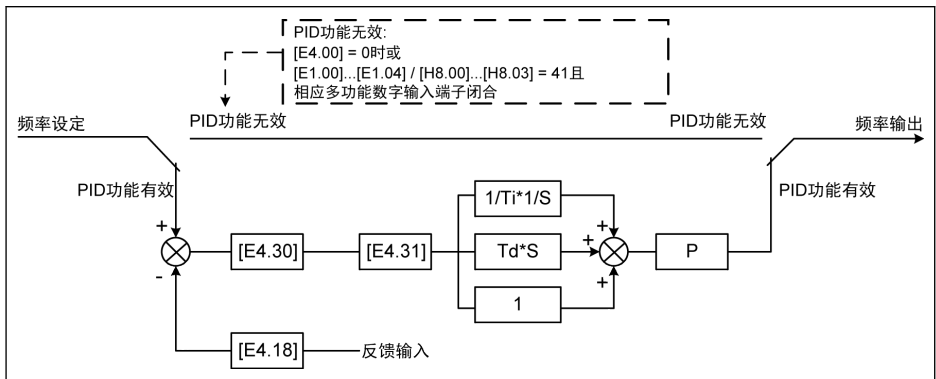 PID功能无效:
[E4.00] = 0时或
[E1.00]...[E1.04] / [H8.00]...[H8.03] = 41且
相应多功能数字输入端子闭合
频率设定
PID功能无效
PID功能无效
频率输出
PID功能有效
PID功能有效
1/Ti*1/S
+
+
[E4.30]
[E4.31]
Td*S
+
P
-
+
1
[E4.18]
反馈输入